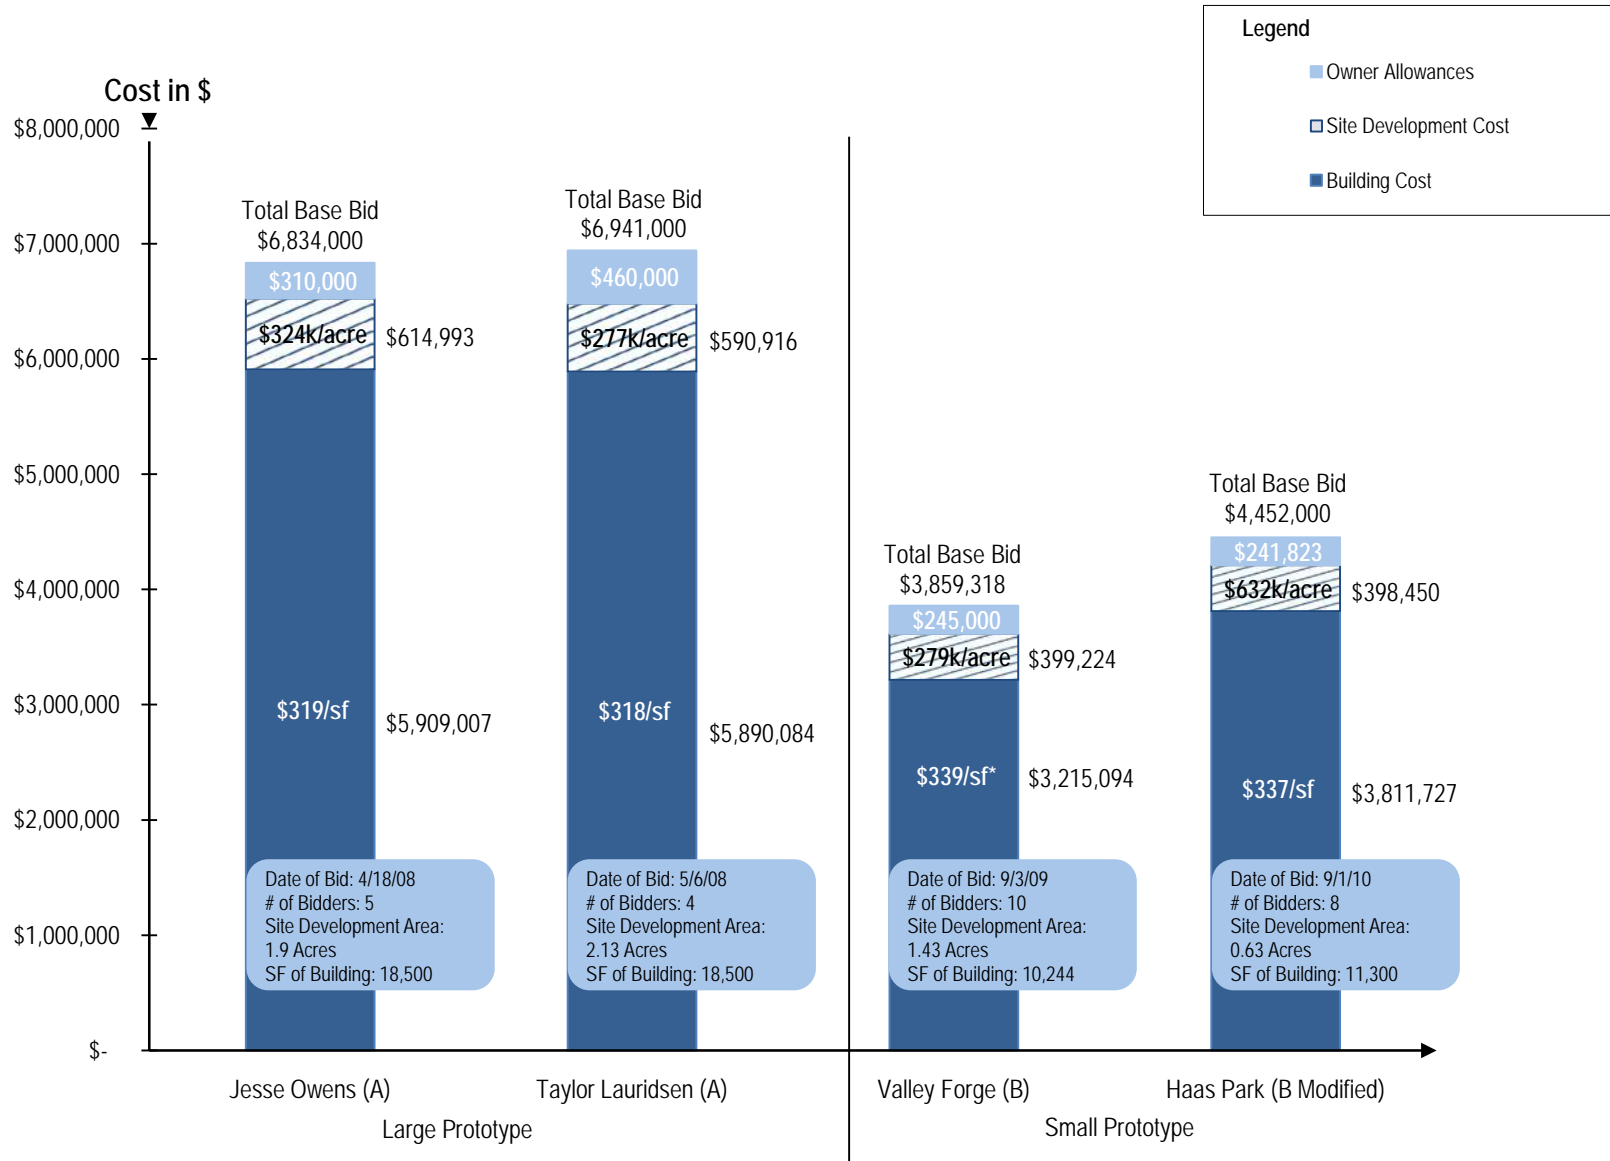 Legend
Owner Allowances
Site Development Cost
Building Cost
Cost in $
$8,000,000
$7,000,000
$6,000,000
$5,000,000
$4,000,000
$3,000,000
$2,000,000
$1,000,000
$-
Total Base Bid
$6,834,000
$310,000
$324k/acre
$614,993
$319/sf
$5,909,007
Date of Bid: 4/18/08
# of Bidders: 5
Site Development Area:
1.9 Acres
SF of Building: 18,500
Total Base Bid
$6,941,000
$460,000
$277k/acre
$590,916
$318/sf
$5,890,084
Date of Bid: 5/6/08
# of Bidders: 4
Site Development Area:
2.13 Acres
SF of Building: 18,500
Total Base Bid
$3,859,318
$245,000
$279k/acre
$399,224
$339/sf*
$3,215,094
Date of Bid: 9/3/09
# of Bidders: 10
Site Development Area:
1.43 Acres
SF of Building: 10,244
Total Base Bid
$4,452,000
$241,823
$632k/acre
$398,450
$337/sf
$3,811,727
Date of Bid: 9/1/10
# of Bidders: 8
Site Development Area:
0.63 Acres
SF of Building: 11,300
Jesse Owens (A)
Taylor Lauridsen (A)
Valley Forge (B)
Haas Park (B Modified)
Large Prototype
Small Prototype